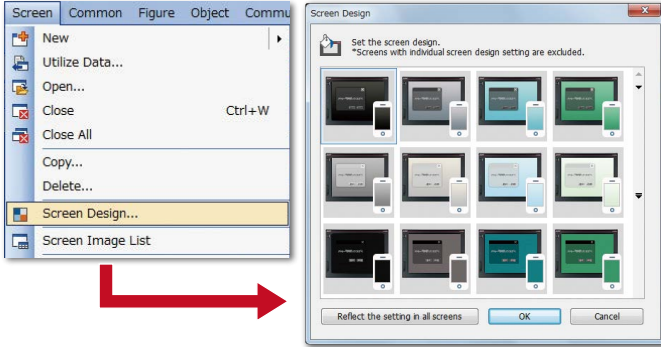 Screen Common Figure Object Commu
New
Utilize Data...
Open...
Close Ctrl+W
Close All
Copy...
Delete...
Screen Design...
Screen Image List
Screen Design
Set the screen design.
*Screens with individual screen design setting are excluded.
Reflect the setting in all screens OK Cancel